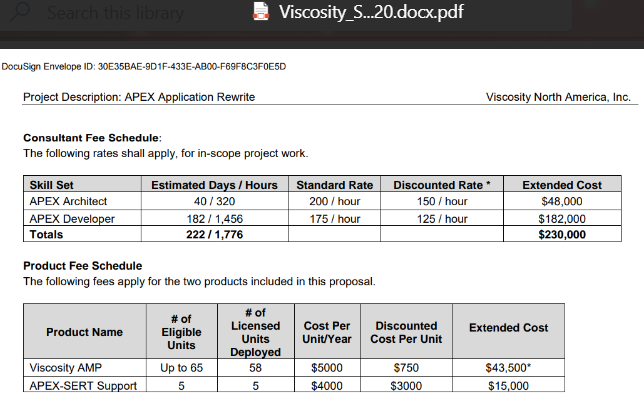 Search this library
Viscosity_S...20.docx.pdf
DocuSign Envelope ID: 30E35BAE-9D1F-433E-AB00-F69F8C3F0E5D
Project Description: APEX Application Rewrite Viscosity North America, Inc.
Consultant Fee Schedule:
The following rates shall apply, for in-scope project work.
Skill Set Estimated Days / Hours Standard Rate Discounted Rate * Extended Cost
APEX Architect 40 / 320 200 / hour 150 / hour $48,000
APEX Developer 182 / 1,456 175 / hour 125 / hour $182,000
Totals 222 / 1,776 $230,000
Product Fee Schedule
The following fees apply for the two products included in this proposal.
Product Name # of Eligible Units # of Licensed Units Deployed Cost Per Unit/Year Discounted Cost Per Unit Extended Cost
Viscosity AMP Up to 65 58 $5000 $750 $43,500*
APEX-SERT Support 5 5 $4000 $3000 $15,000